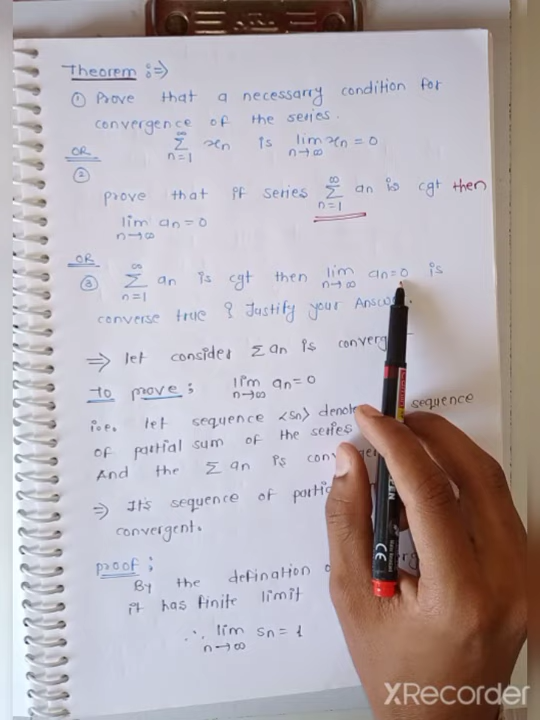 Theorem :⇒
① Prove that a necessarry condition for
convergence of the series.
∞
∑ xn is lim xn = 0
n=1 n→∞
OR
②
prove that if series ∞∑n=1 an is cgt then
lim an = 0
n→∞
OR
③ ∞∑n=1 an is cgt then lim n→∞ an=0 is
converse true ? Justify your
⇒ let consider ∑an is
To prove : lim an = 0
n→∞
i.e. let sequence <sn> sequence
of partial sum of the series
And the ∑ an is
⇒ It's sequence of
convergent.
proof :
By the defination
it has finite limit
∴ lim sn = l
n→∞
CE
XRecorder